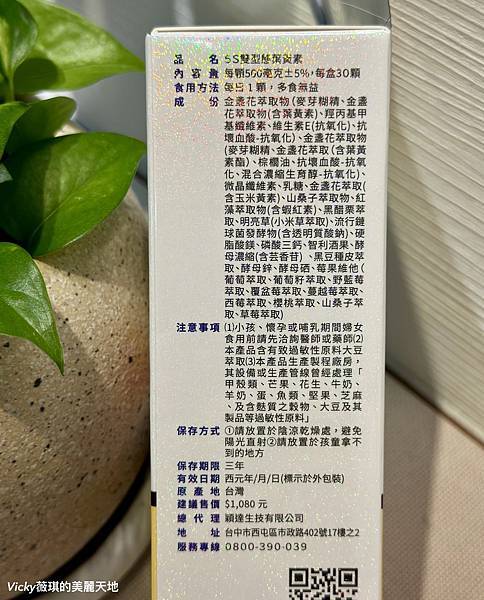 品名 5S雙型葉黃素
內容量 每顆500毫克±5%,每盒30顆
食用方法 每日1顆,多食無益
成份 金盞花萃取物(麥芽糊精、金盞
花萃取物(含葉黃素)、羥丙基甲
基纖維素、維生素E(抗氧化)、抗
壞血酸-抗氧化)、金盞花萃取物
(麥芽糊精、金盞花萃取(含葉黃
素酯)、棕櫚油、抗壞血酸-抗氧
化、混合濃縮生育醇-抗氧化)、
微晶纖維素、乳糖、金盞花萃取(
含玉米黃素)、山桑子萃取物、紅
藻萃取物(含蝦紅素)、黑醋栗萃
取、明亮草(小米草萃取)、流行鏈
球菌發酵物(含透明質酸鈉)、硬
脂酸鎂、磷酸三鈣、智利酒果、酵
母濃縮(含芸香苷)、黑豆種皮萃
取、酵母鋅、酵母硒、莓果維他(
葡萄萃取、葡萄籽萃取、野藍莓
萃取、覆盆莓萃取、蔓越莓萃取、
西莓萃取、櫻桃萃取、山桑子萃
取、草莓萃取)
注意事項 ⑴小孩、懷孕或哺乳期間婦女
食用前請先洽詢醫師或藥師⑵
本產品含有致過敏性原料大豆
萃取⑶本產品生產製程廠房,
其設備或生產管線曾經處理「
甲殼類、芒果、花生、牛奶、
羊奶、蛋、魚類、堅果、芝麻
、及含麩質之穀物、大豆及其
製品等過敏性原料」
保存方式 ①請放置於陰涼乾燥處,避免
陽光直射②請放置於孩童拿不
到的地方
保存期限 三年
有效日期 西元年/月/日(標示於外包裝)
原產地 台灣
建議售價 $1,080 元
總代理 穎達生技有限公司
地址 台中市西屯區市政路402號17樓之2
服務專線 0800-390-039
Vicky薇琪的美麗天地